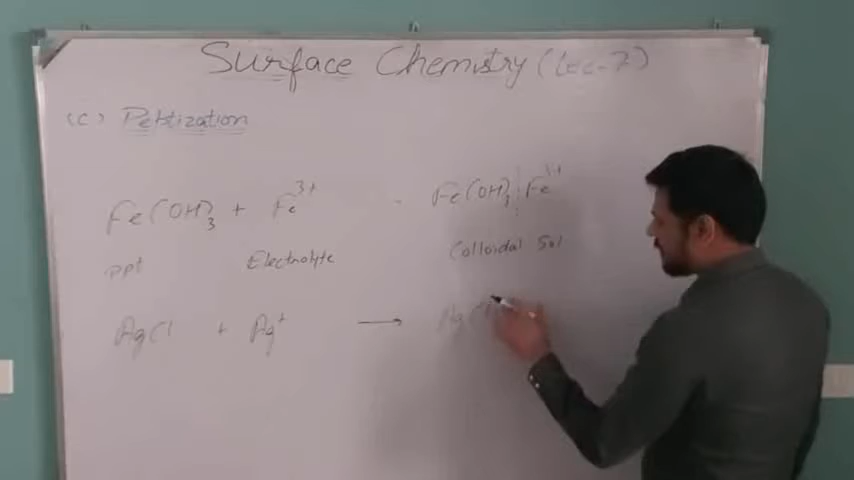 Surface Chemistry (Lec-7)
(C) Peptization
Fe(OH)3 + Fe3+ Fe(OH)3 Fe3+
ppt Electrolyte Colloidal Sol
AgCl + Ag+ → AgCl